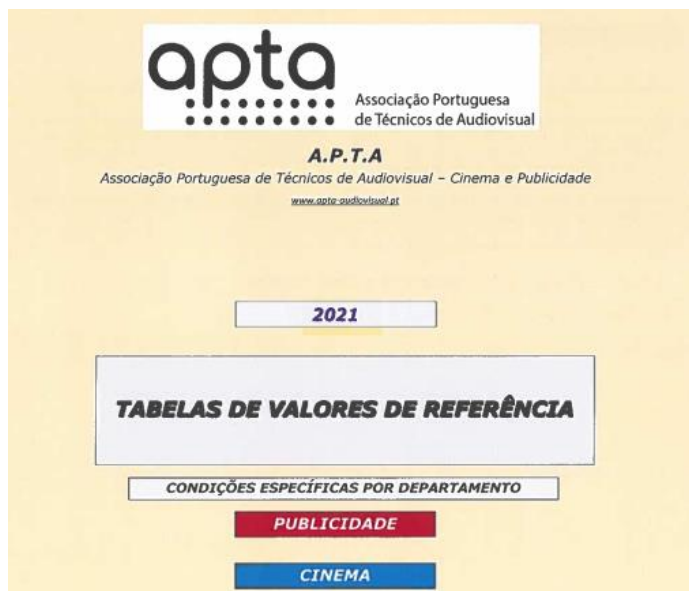 apta
Associação Portuguesa
de Técnicos de Audiovisual
A.P.T.A
Associação Portuguesa de Técnicos de Audiovisual – Cinema e Publicidade
www.apta-audiovisual.pt
2021
TABELAS DE VALORES DE REFERÊNCIA
CONDIÇÕES ESPECÍFICAS POR DEPARTAMENTO
PUBLICIDADE
CINEMA